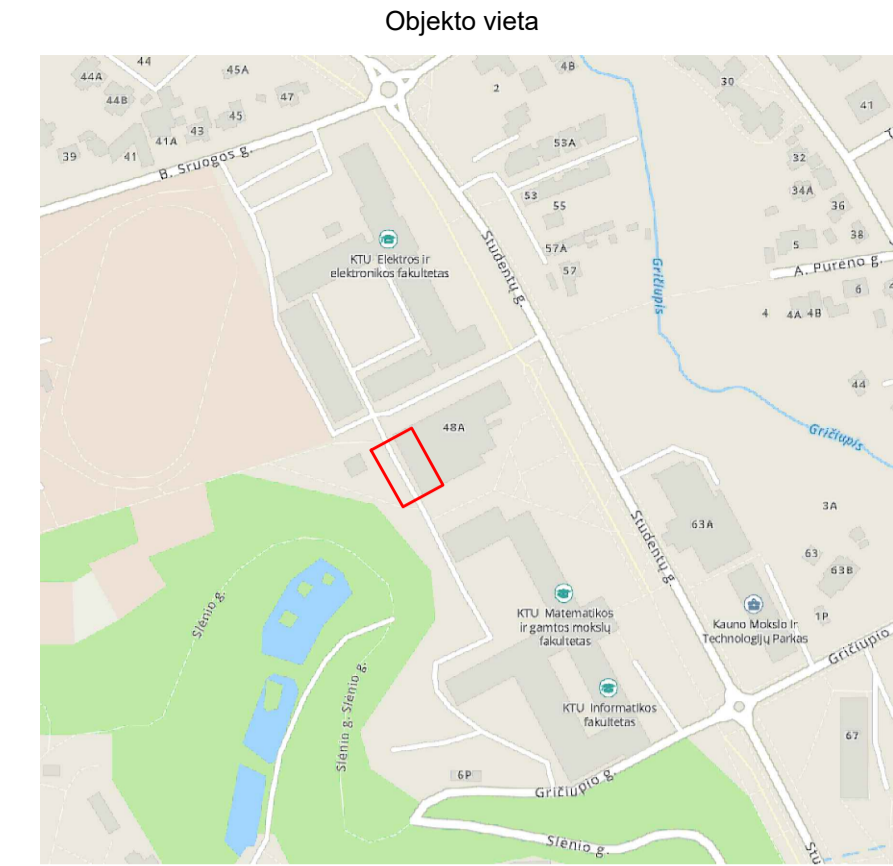 Objekto vieta
44
44A
45A
44B
47
45
43
41A
41
39
B. Sruogos g.
4B
2
30
41
53A
32
34A
36
53
55
38
5
57A
57
KTU Elektros ir
elektronikos fakultetas
Studentų g.
Gričiupis
A. Purėno g.
6
4
4A
4B
44
Gričiupis
48A
3A
63A
63
63B
Studentų g.
1P
KTU Matematikos
ir gamtos mokslų
fakultetas
Kauno Mokslo ir
Technologijų Parkas
Gričiupio
Slėnio g.
Slėnio g.
Slėnio g.
KTU Informatikos
fakultetas
67
6P
Gričiupio g.
Slėnio g.
Stu